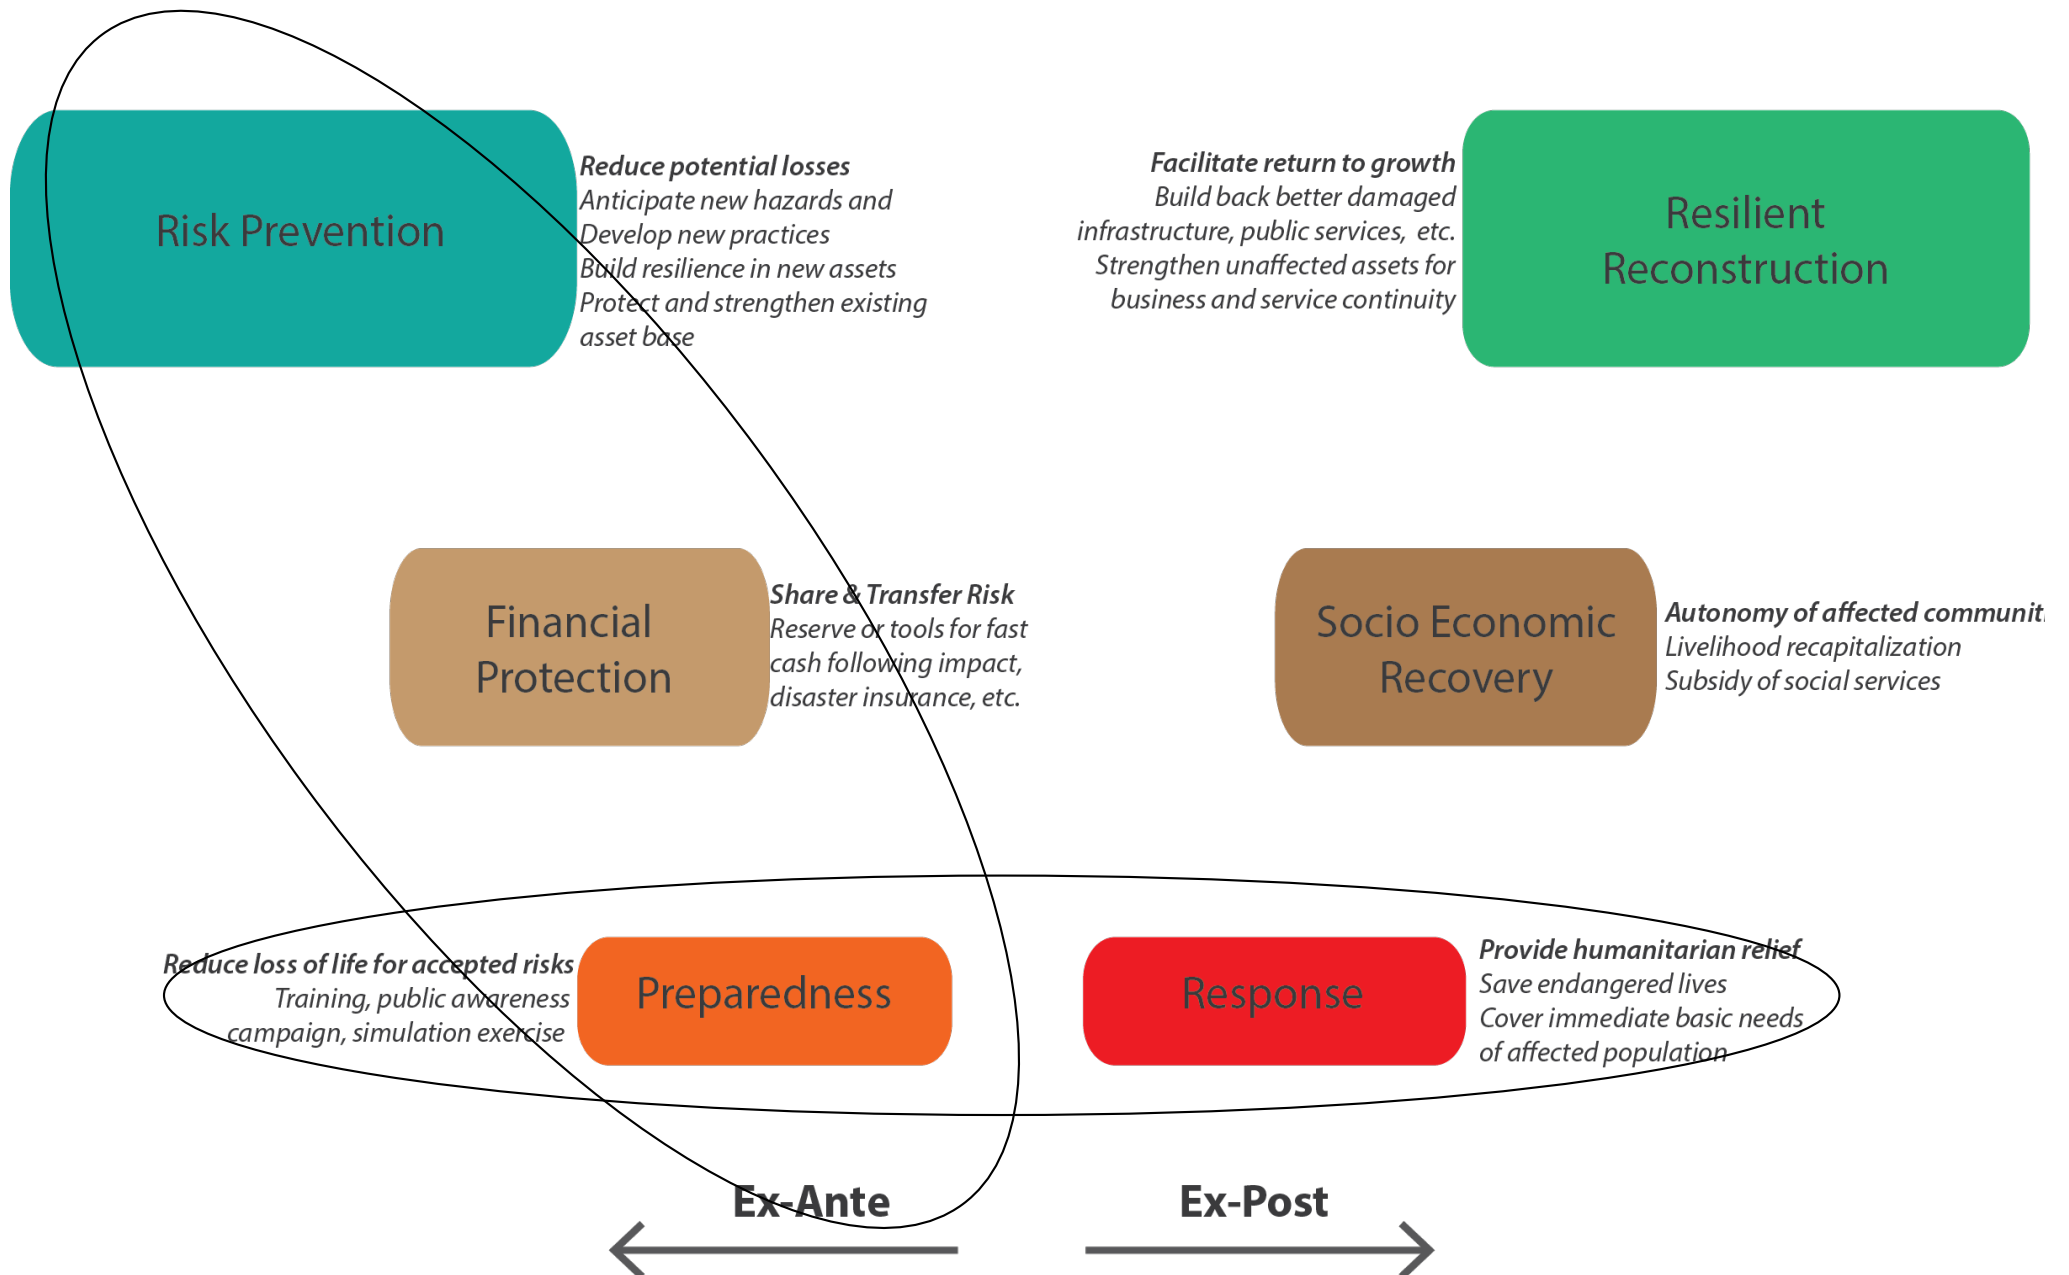 Risk Prevention
Reduce potential losses
Anticipate new hazards and
Develop new practices
Build resilience in new assets
Protect and strengthen existing
asset base
Facilitate return to growth
Build back better damaged
infrastructure, public services, etc.
Strengthen unaffected assets for
business and service continuity
Resilient
Reconstruction
Financial
Protection
Share & Transfer Risk
Reserve or tools for fast
cash following impact,
disaster insurance, etc.
Socio Economic
Recovery
Autonomy of affected communit
Livelihood recapitalization
Subsidy of social services
Reduce loss of life for accepted risks
Training, public awareness
campaign, simulation exercise
Preparedness
Response
Provide humanitarian relief
Save endangered lives
Cover immediate basic needs
of affected population
Ex-Ante
Ex-Post